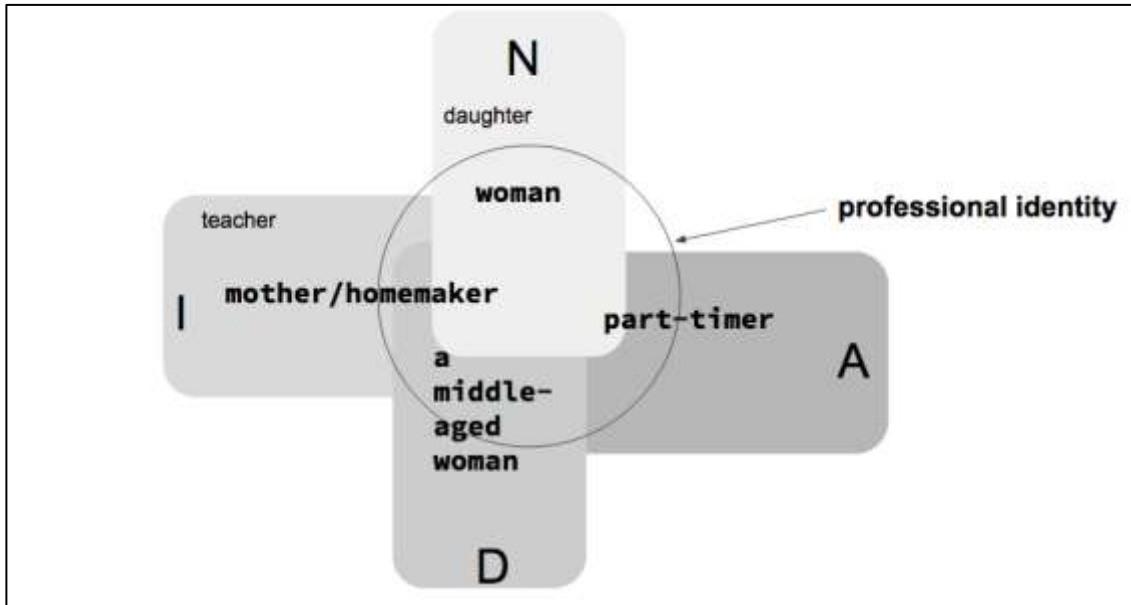 N
daughter
woman
professional identity
teacher
mother/homemaker
I
part-timer
A
a
middle-
aged
woman
D